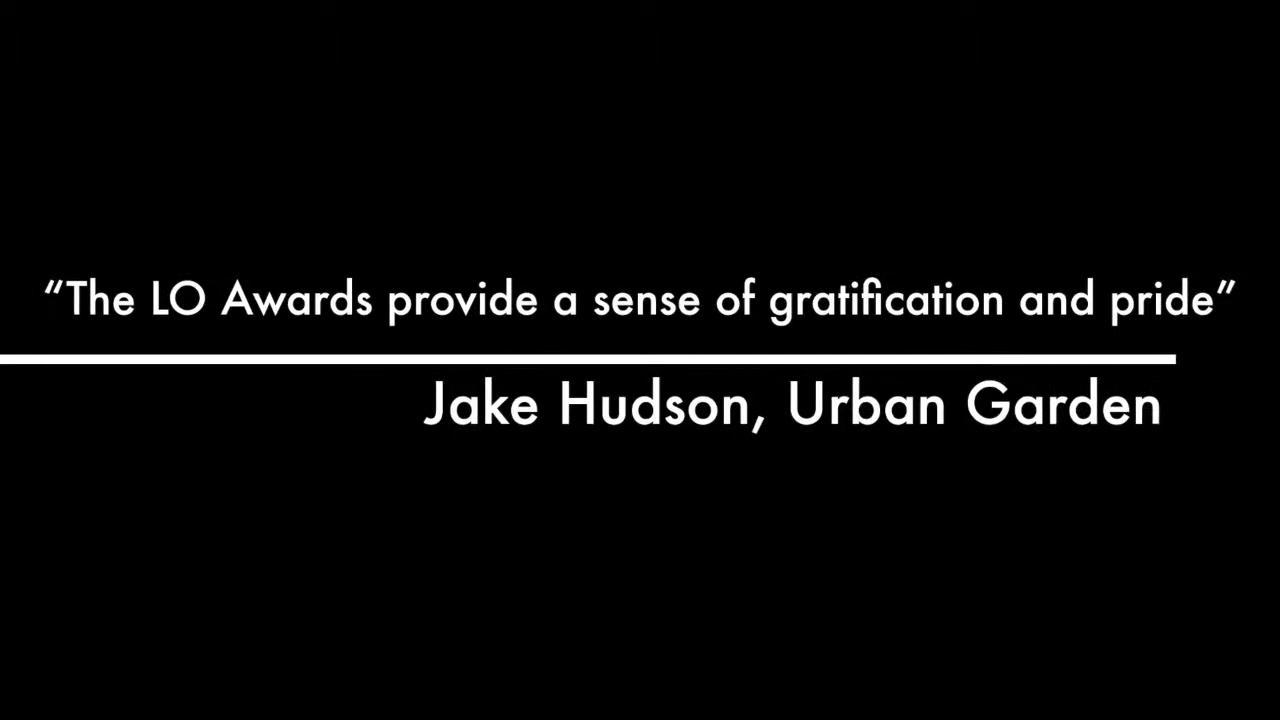 “The LO Awards provide a sense of gratification and pride”
Jake Hudson, Urban Garden